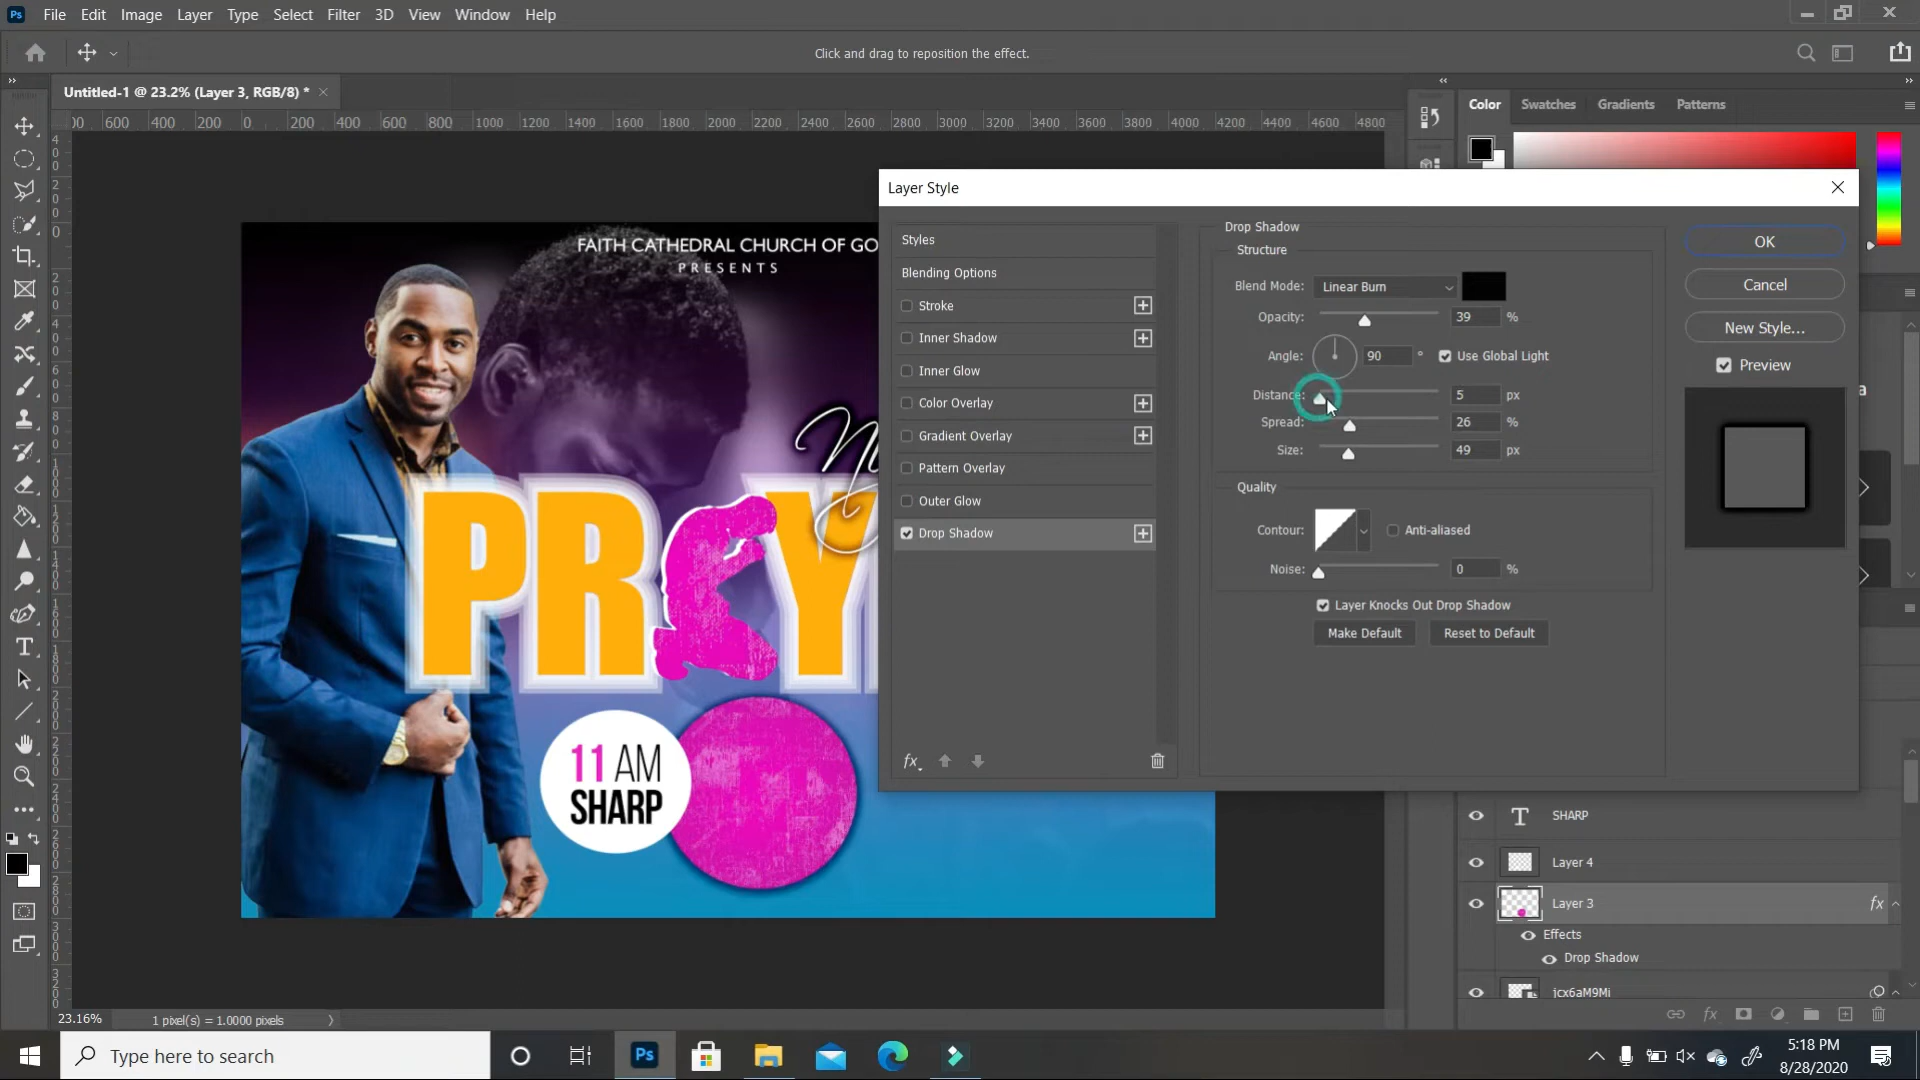 Ps File Edit Image Layer Type Select Filter 3D View Window Help
Click and drag to reposition the effect.
Untitled-1 @ 23.2% (Layer 3, RGB/8) *
600 400 200 0 200 400 600 800 1000 1200 1400 1600 1800 2000 2200 2400 2600 2800 3000 3200 3400 3600 3800 4000 4200 4400 4600 4800
Color Swatches Gradients Patterns
Layer Style
Styles
Blending Options
Stroke
Inner Shadow
Inner Glow
Color Overlay
Gradient Overlay
Pattern Overlay
Outer Glow
Drop Shadow
fx
Drop Shadow
Structure
Blend Mode: Linear Burn
Opacity: 39 %
Angle: 90 ° Use Global Light
Distance: 5 px
Spread: 26 %
Size: 49 px
Quality
Contour: Anti-aliased
Noise: 0 %
Layer Knocks Out Drop Shadow
Make Default Reset to Default
OK
Cancel
New Style...
Preview
FAITH CATHEDRAL CHURCH OF GO
PRESENTS
PR Y
11 AM
SHARP
SHARP
Layer 4
Layer 3 fx
Effects
Drop Shadow
jcx6aM9Mi
fx
23.16% 1 pixel(s) = 1.0000 pixels
Type here to search
Ps
5:18 PM
8/28/2020